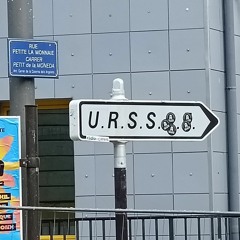 RUE
PETITE LA MONNAIE
CARRER
PETIT de la MONEDA
U.R.S.S.